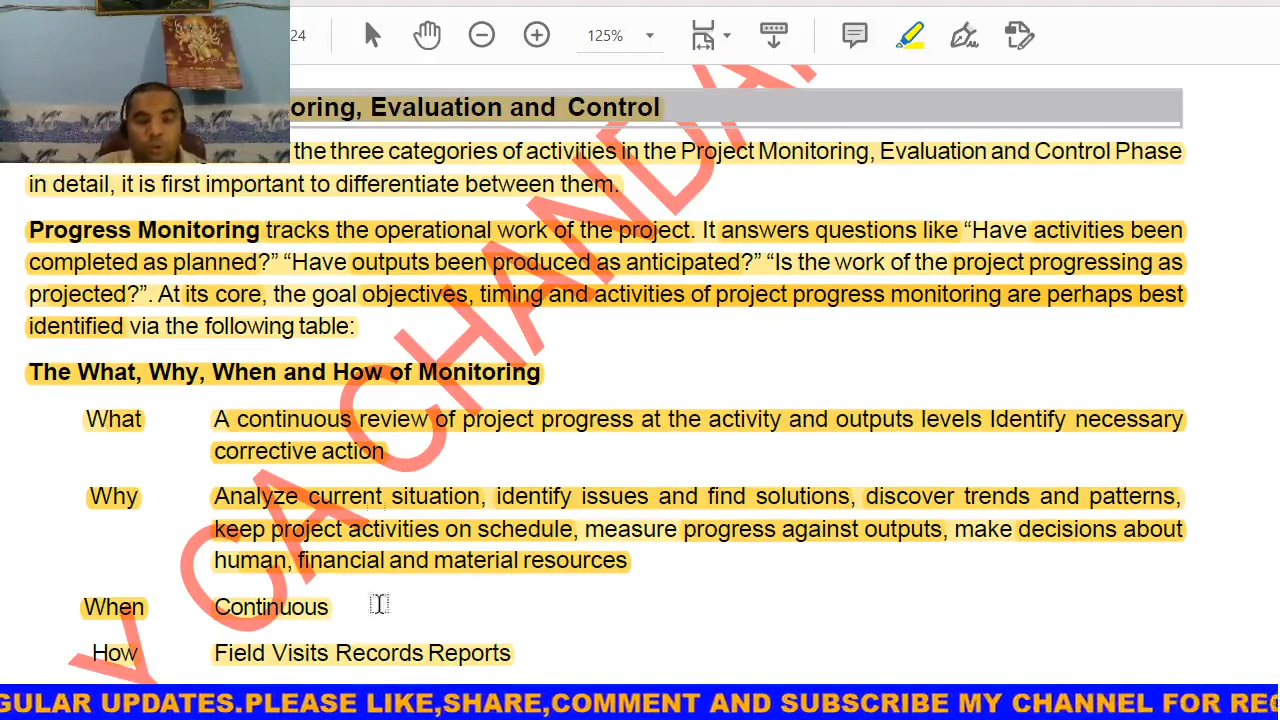 24
125%
oring, Evaluation and Control
the three categories of activities in the Project Monitoring, Evaluation and Control Phase
in detail, it is first important to differentiate between them.
Progress Monitoring tracks the operational work of the project. It answers questions like “Have activities been
completed as planned?” “Have outputs been produced as anticipated?” “Is the work of the project progressing as
projected?”. At its core, the goal objectives, timing and activities of project progress monitoring are perhaps best
identified via the following table:
The What, Why, When and How of Monitoring
What A continuous review of project progress at the activity and outputs levels Identify necessary
corrective action
Why Analyze current situation, identify issues and find solutions, discover trends and patterns,
keep project activities on schedule, measure progress against outputs, make decisions about
human, financial and material resources
When Continuous
How Field Visits Records Reports
Y CA CHANDA
GULAR UPDATES.PLEASE LIKE,SHARE,COMMENT AND SUBSCRIBE MY CHANNEL FOR REG